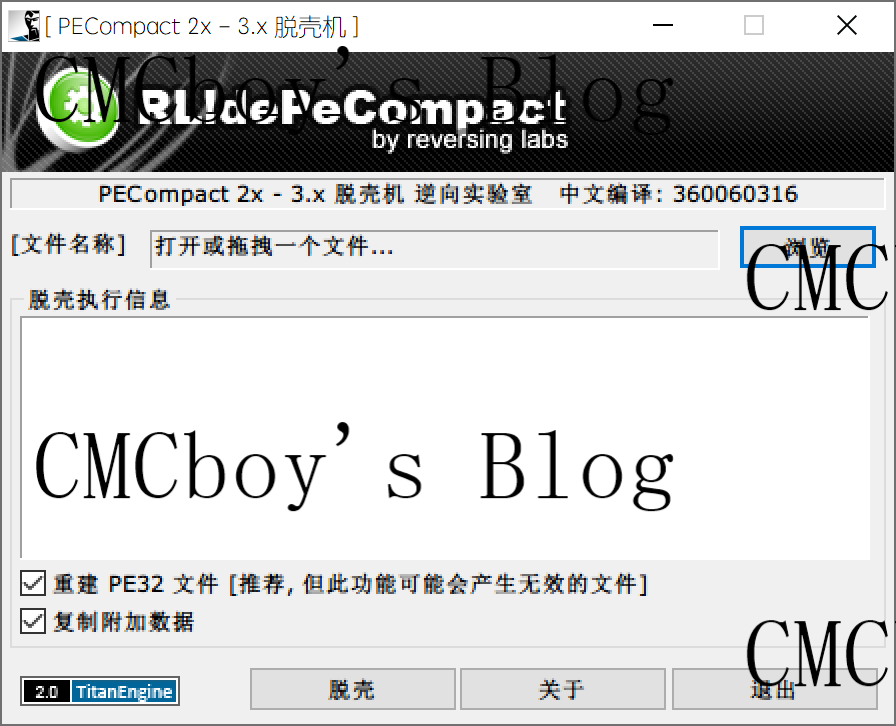 [ PECompact 2x - 3.x 脱壳机 ]
CMCboy's Blog
RL!dePeCompact
by reversing labs
PECompact 2x - 3.x 脱壳机 逆向实验室 中文编译: 360060316
[文件名称] 打开或拖拽一个文件... 浏览
CMC
脱壳执行信息
CMCboy's Blog
重建 PE32 文件 [推荐, 但此功能可能会产生无效的文件]
复制附加数据
CMC
2.0 TitanEngine 脱壳 关于 退出